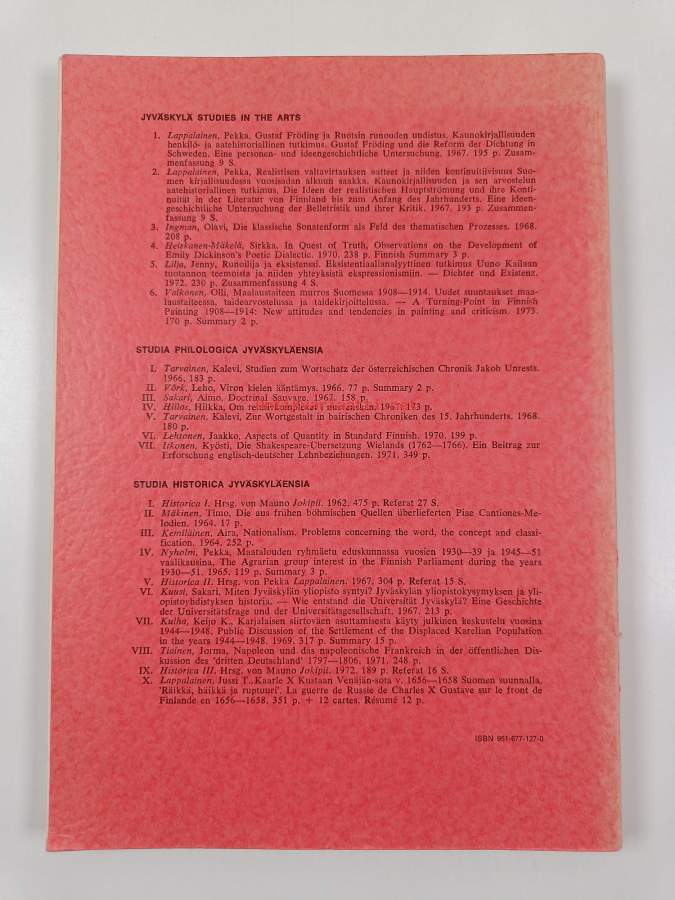 JYVÄSKYLÄ STUDIES IN THE ARTS
1. Lappalainen, Pekka, Gustaf Fröding ja Ruotsin runouden uudistus. Kaunokirjallisuuden
henkilö- ja aatehistoriallinen tutkimus. Gustaf Fröding und die Reform der Dichtung in
Schweden. Eine personen- und ideengeschichtliche Untersuchung. 1967. 195 p. Zusam-
menfassung 9 S.
2. Lappalainen, Pekka, Realistisen valtavirtauksen aatteet ja niiden kontinuitiivisuus Suo-
men kirjallisuudessa vuosisadan alkuun saakka. Kaunokirjallisuuden ja sen arvostelun
aatehistoriallinen tutkimus. Die Ideen der realistischen Hauptströmung und ihre Konti-
nuität in der Literatur von Finnland bis zum Anfang des Jahrhunderts. Eine ideen-
geschichtliche Untersuchung der Belletristik und ihrer Kritik. 1967. 193 p. Zusammen-
fassung 9 S.
3. Ingman, Olavi, Die klassische Sonatenform als Feld des thematischen Prozesses. 1968.
208 p.
4. Heiskanen-Mäkelä, Sirkka, In Quest of Truth, Observations on the Development of
Emily Dickinson's Poetic Dialectic. 1970. 238 p. Finnish Summary 3 p.
5. Lilja, Jenny, Runoilija ja eksistenssi. Eksistentiaalianalyyttinen tutkimus Uuno Kailaan
tuotannon teemoista ja niiden yhteyksistä ekspressionismiin. — Dichter und Existenz.
1972. 230 p. Zusammenfassung 4 S.
6. Valkonen, Olli, Maalaustaiteen murros Suomessa 1908—1914. Uudet suuntaukset maa-
laustaiteessa, taidearvostelussa ja taidekirjoittelussa. — A Turning-Point in Finnish
Painting 1908—1914: New attitudes and tendencies in painting and criticism. 1973.
170 p. Summary 2 p.
STUDIA PHILOLOGICA JYVÄSKYLÄENSIA
I. Tarvainen, Kalevi, Studien zum Wortschatz der österreichischen Chronik Jakob Unrests.
1966. 183 p.
II. Võrk, Leho, Viron kielen ääntämys. 1966. 77 p. Summary 2 p.
III. Sakari, Aimo, Doctrinal Sauvage. 1967. 158 p.
IV. Hillos, Hilkka, Om i nusvenskan. 1967. 173 p.
V. Tarvainen, Kalevi, Zur Wortgestalt in bairischen Chroniken des 15. Jahrhunderts. 1968.
180 p.
VI. Lehtonen, Jaakko, Aspects of Quantity in Standard Finnish. 1970. 199 p.
VII. Itkonen, Kyösti, Die Shakespeare-Übersetzung Wielands (1762—1766). Ein Beitrag zur
Erforschung englisch-deutscher Lehnbeziehungen. 1971. 349 p.
STUDIA HISTORICA JYVÄSKYLÄENSIA
I. Historica I. Hrsg. von Mauno Jokipii. 1962. 475 p. Referat 27 S.
II. Mäkinen, Timo, Die aus frühen böhmischen Quellen überlieferten Piae Cantiones-Me-
lodien. 1964. 17 p.
III. Kemiläinen, Aira, Nationalism. Problems concerning the word, the concept and classi-
fication. 1964. 252 p.
IV. Nyholm, Pekka, Maatalouden ryhmäetu eduskunnassa vuosien 1930—39 ja 1945—51
vaalikausina. The Agrarian group interest in the Finnish Parliament during the years
1930—51. 1965. 119 p. Summary 3 p.
V. Historica II. Hrsg. von Pekka Lappalainen. 1967. 304 p. Referat 15 S.
VI. Kuusi, Sakari, Miten Jyväskylän yliopisto syntyi? Jyväskylän yliopistokysymyksen ja yli-
opistoyhdistyksen historia. — Wie entstand die Universität Jyväskylä? Eine Geschichte
der Universitätsfrage und der Universitätsgesellschaft. 1967. 213 p.
VII. Kulha, Keijo K., Karjalaisen siirtoväen asuttamisesta käyty julkinen keskustelu vuosina
1944—1948. Public Discussion of the Settlement of the Displaced Karelian Population
in the years 1944—1948. 1969. 317 p. Summary 15 p.
VIII. Tiainen, Jorma, Napoleon und das napoleonische Frankreich in der öffentlichen Dis-
kussion des 'dritten Deutschland' 1797—1806. 1971. 248 p.
IX. Historica III. Hrsg. von Mauno Jokipii. 1972. 189 p. Referat 16 S.
X. Lappalainen, Jussi T., Kaarle X Kustaan Venäjän-sota v. 1656—1658 Suomen suunnalla.
'Räikkä, häikkä ja ruptuuri'. La guerre de Russie de Charles X Gustave sur le front de
Finlande en 1656—1658. 351 p. + 12 cartes. Résumé 12 p.
ISBN 951-677-127-0